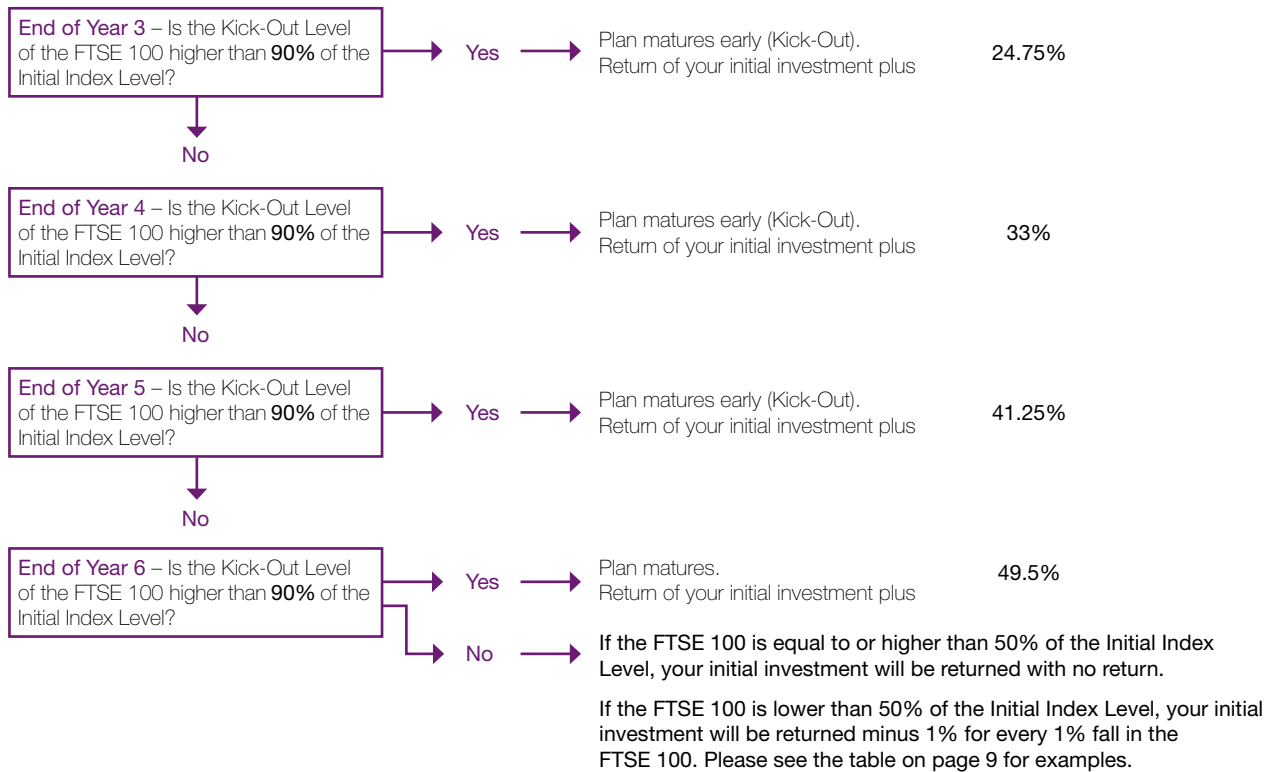 End of Year 3 – Is the Kick-Out Level
of the FTSE 100 higher than 90% of the
Initial Index Level?
Yes
Plan matures early (Kick-Out).
Return of your initial investment plus
24.75%
No
End of Year 4 – Is the Kick-Out Level
of the FTSE 100 higher than 90% of the
Initial Index Level?
Yes
Plan matures early (Kick-Out).
Return of your initial investment plus
33%
No
End of Year 5 – Is the Kick-Out Level
of the FTSE 100 higher than 90% of the
Initial Index Level?
Yes
Plan matures early (Kick-Out).
Return of your initial investment plus
41.25%
No
End of Year 6 – Is the Kick-Out Level
of the FTSE 100 higher than 90% of the
Initial Index Level?
Yes
Plan matures.
Return of your initial investment plus
49.5%
No
If the FTSE 100 is equal to or higher than 50% of the Initial Index
Level, your initial investment will be returned with no return.
If the FTSE 100 is lower than 50% of the Initial Index Level, your initial
investment will be returned minus 1% for every 1% fall in the
FTSE 100. Please see the table on page 9 for examples.